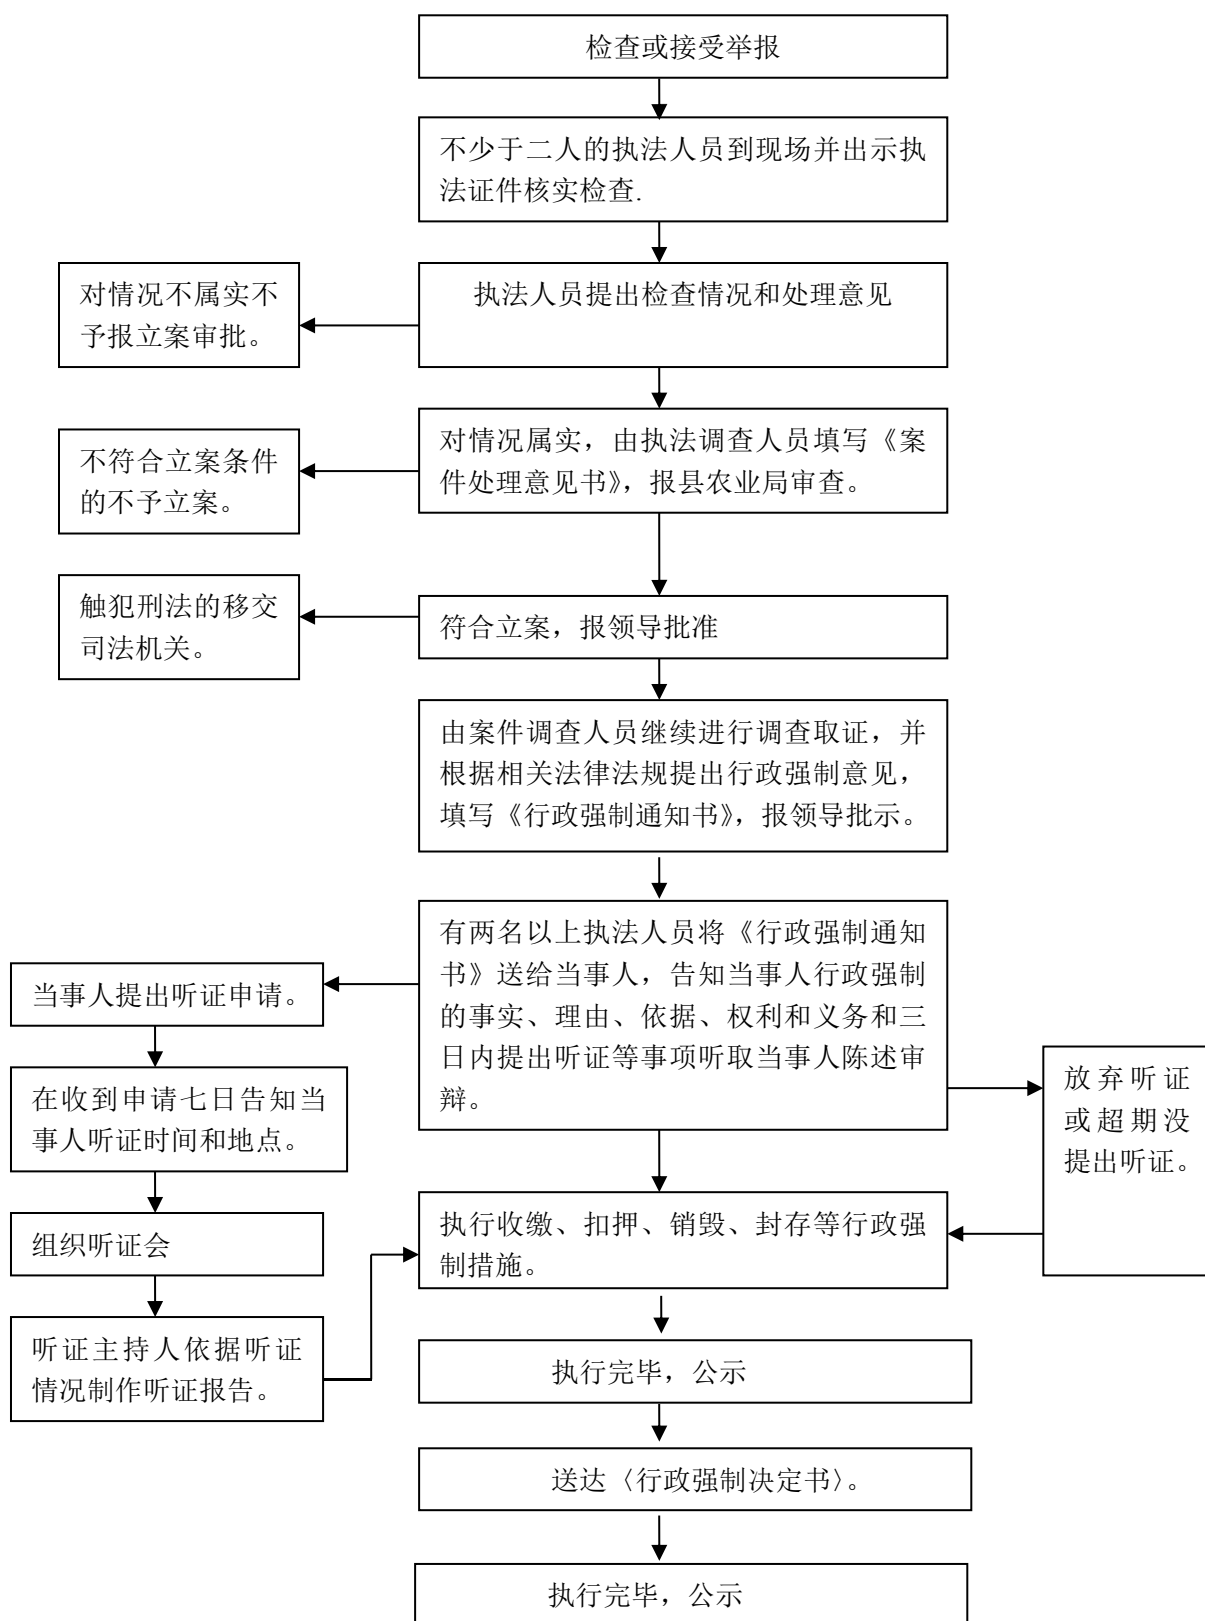 检查或接受举报
不少于二人的执法人员到现场并出示执
法证件核实检查.
对情况不属实不
予报立案审批。
执法人员提出检查情况和处理意见
不符合立案条件
的不予立案。
对情况属实，由执法调查人员填写《案
件处理意见书》，报县农业局审查。
触犯刑法的移交
司法机关。
符合立案，报领导批准
由案件调查人员继续进行调查取证，并
根据相关法律法规提出行政强制意见，
填写《行政强制通知书》，报领导批示。
有两名以上执法人员将《行政强制通知
书》送给当事人，告知当事人行政强制
的事实、理由、依据、权利和义务和三
日内提出听证等事项听取当事人陈述审
辩。
当事人提出听证申请。
在收到申请七日告知当
事人听证时间和地点。
组织听证会
听证主持人依据听证
情况制作听证报告。
放弃听证
或超期没
提出听证。
执行收缴、扣押、销毁、封存等行政强
制措施。
执行完毕，公示
送达〈行政强制决定书〉。
执行完毕，公示